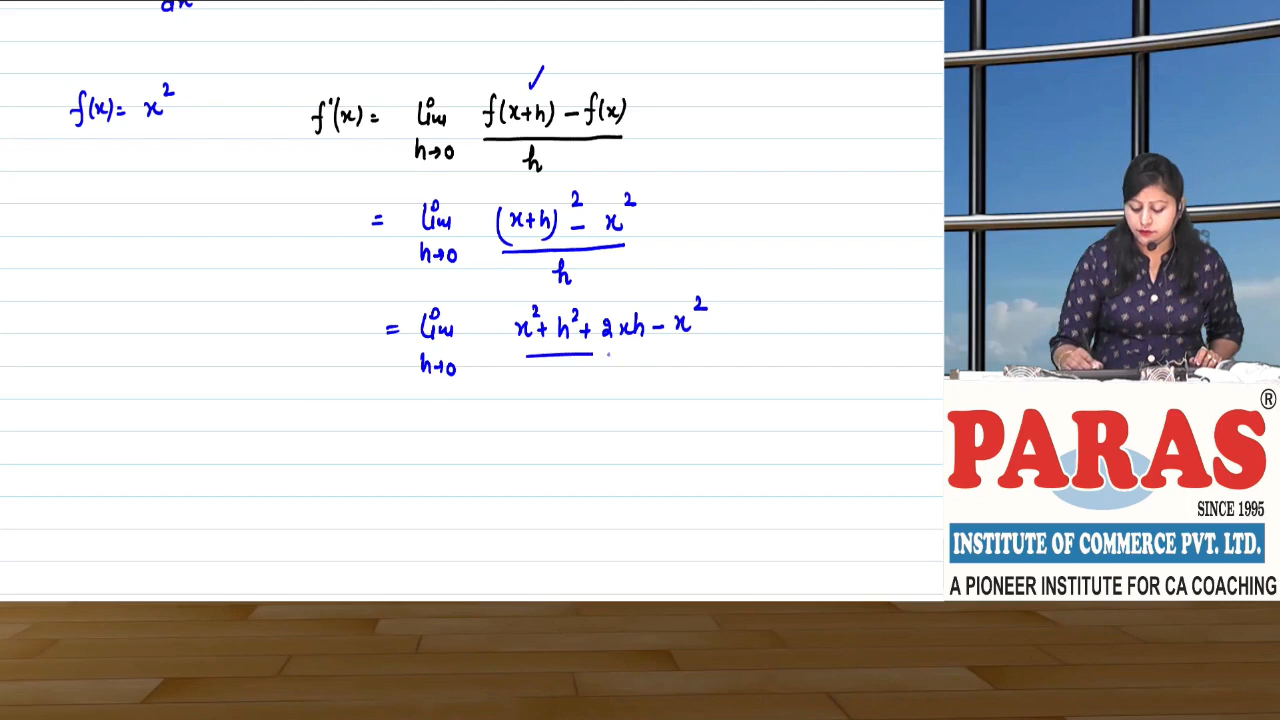 dx
f(x) = x²
f'(x) = lim f(x+h) − f(x)
h→0 h
= lim (x+h)² − x²
h→0 h
= lim x² + h² + 2xh − x²
h→0
PARAS®
SINCE 1995
INSTITUTE OF COMMERCE PVT. LTD.
A PIONEER INSTITUTE FOR CA COACHING